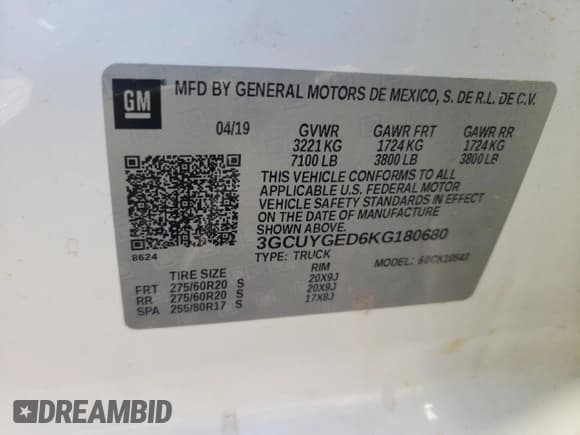 GM
MFD BY GENERAL MOTORS DE MEXICO, S. DE R.L. DE C.V.
04/19 GVWR GAWR FRT GAWR RR
3221 KG 1724 KG 1724 KG
7100 LB 3800 LB 3800 LB
THIS VEHICLE CONFORMS TO ALL
APPLICABLE U.S. FEDERAL MOTOR
VEHICLE SAFETY STANDARDS IN EFFECT
ON THE DATE OF MANUFACTURE SHOWN ABOVE.
3GCUYGED6KG180680
8624
TYPE: TRUCK MODEL:
TIRE SIZE RIM
FRT 275/60R20 S 20X9J
RR 275/60R20 S 20X9J
SPA 255/80R17 S 17X8J
DREAMBID